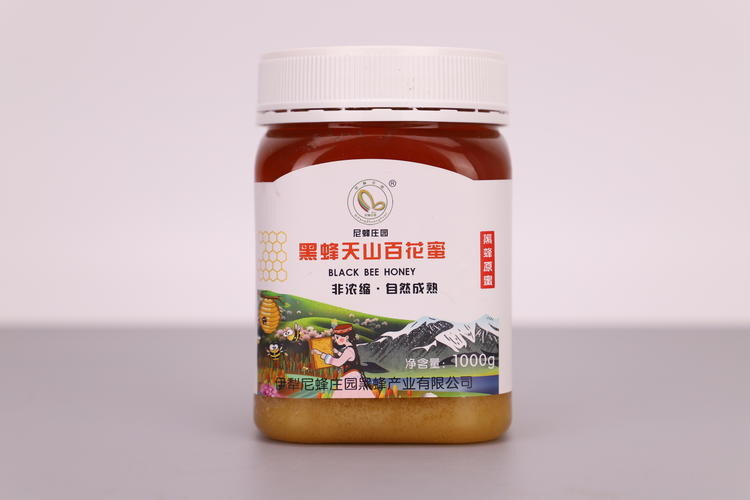 ®
尼蜂庄园
黑蜂天山百花蜜
BLACK BEE HONEY
非浓缩·自然成熟
黑蜂原蜜
净含量：1000g
伊犁尼蜂庄园黑蜂产业有限公司